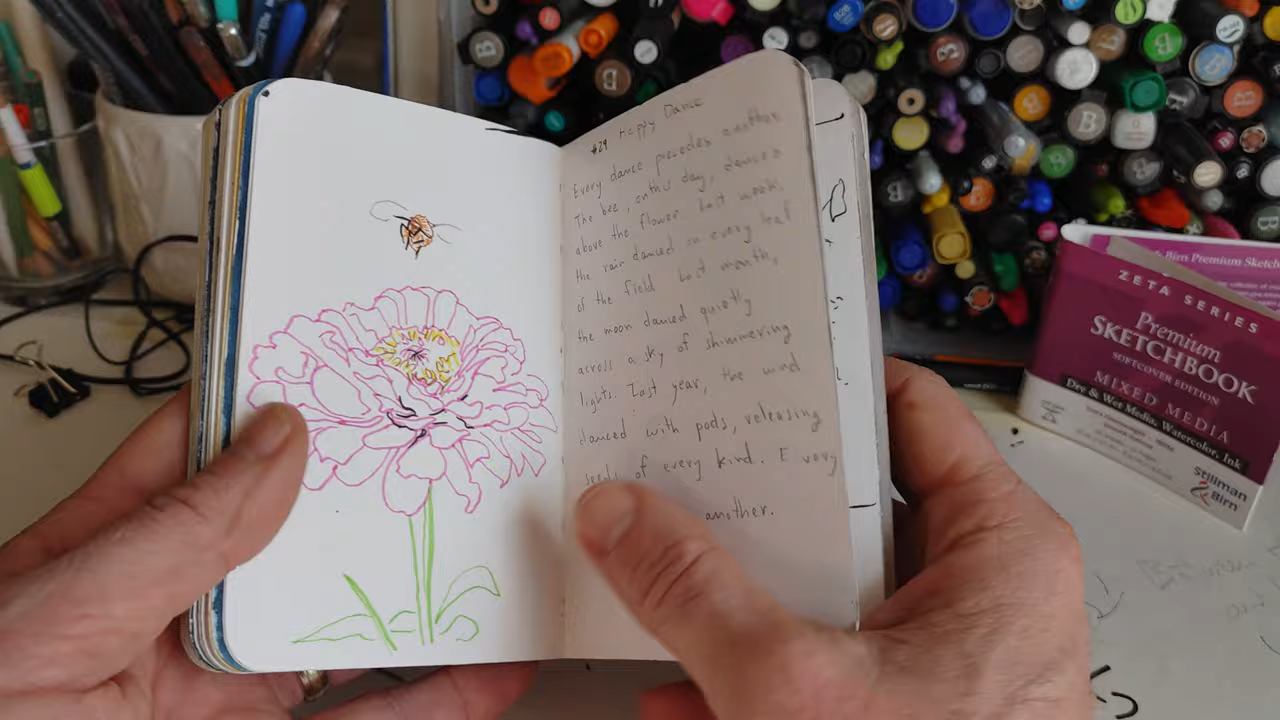 Happy Dance
#29
Every dance precedes another
The bee, on this day, dances
above the flower. Last week,
the rain danced on every leaf
of the field. Last month,
the moon danced quietly
across a sky of shimmering
lights. Last year, the wind
danced with pods, releasing
seeds of every kind. Every
another.
Birn Premium Sketch
ZETA SERIES
Premium
SKETCHBOOK
SOFTCOVER EDITION
MIXED MEDIA
Dry & Wet Media, Watercolor, Ink
Stillman
& Birn